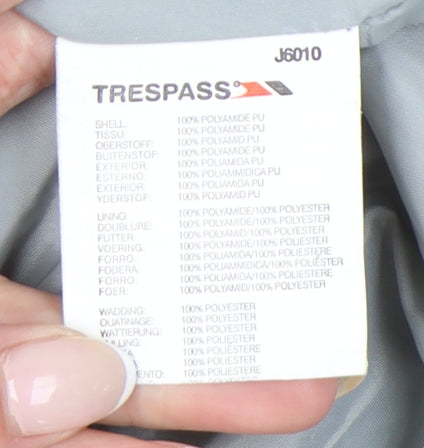 J6010
TRESPASS
SHELL: 100% POLYAMIDE PU
TISSU: 100% POLYAMIDE PU
OBERSTOFF: 100% POLYAMID PU
BUITENSTOF: 100% POLYAMIDE PU
EXTERIOR: 100% POLIAMIDA PU
ESTERNO: 100% POLIAMMIDICA PU
EXTERIOR: 100% POLIAMIDA PU
YDERSTOF: 100% POLYAMID PU
LINING: 100% POLYAMIDE/100% POLYESTER
DOUBLURE: 100% POLYAMIDE/100% POLYESTER
FUTTER 100% POLYAMID/100% POLYESTER
VOERING: 100% POLYAMIDE/100% POLYESTER
FORRO: 100% POLIAMIDA/100% POLIESTERE
FODERA: 100% POLIAMMIDICA/100% POLIESTER
FORRO: 100% POLIAMIDA/100% POLIESTERE
FOER: 100% POLYAMID/100% POLYESTER
WADDING: 100% POLYESTER
OUATINAGE: 100% POLYESTER
WATTIERUNG: 100% POLYESTER
100% POLYESTER
100% POLIESTERE
100% POLIESTER
100% POLIESTERE